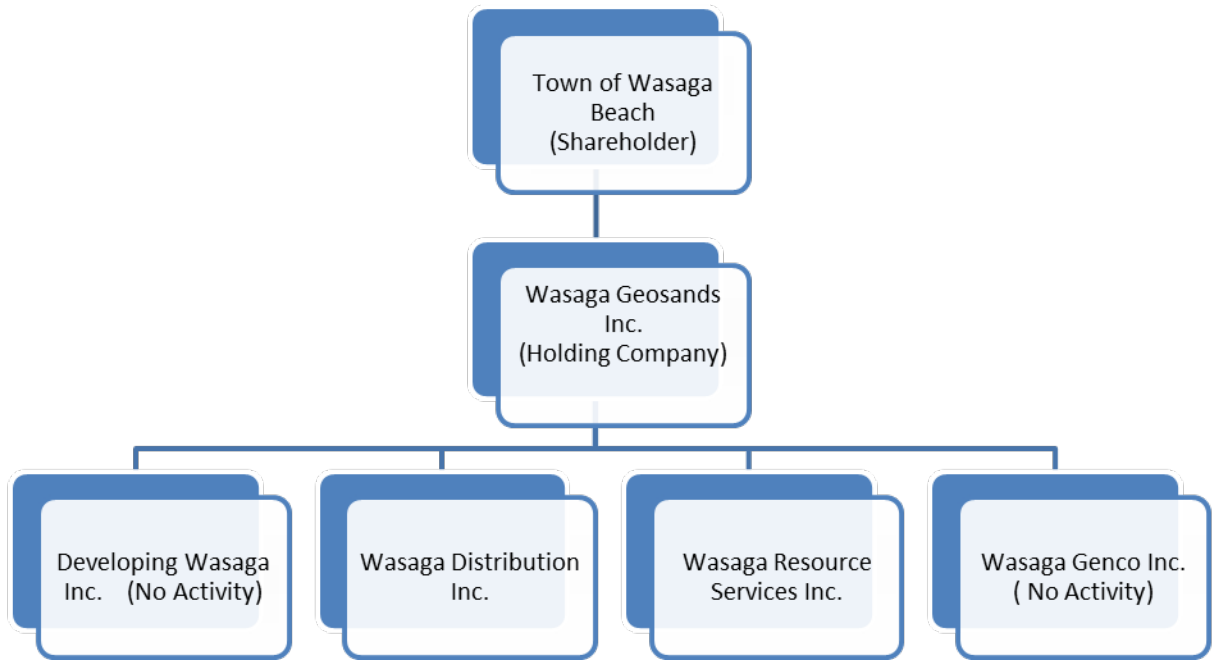 Town of Wasaga
Beach
(Shareholder)
Wasaga Geosands
Inc.
(Holding Company)
Developing Wasaga
Inc. (No Activity)
Wasaga Distribution
Inc.
Wasaga Resource
Services Inc.
Wasaga Genco Inc.
( No Activity)